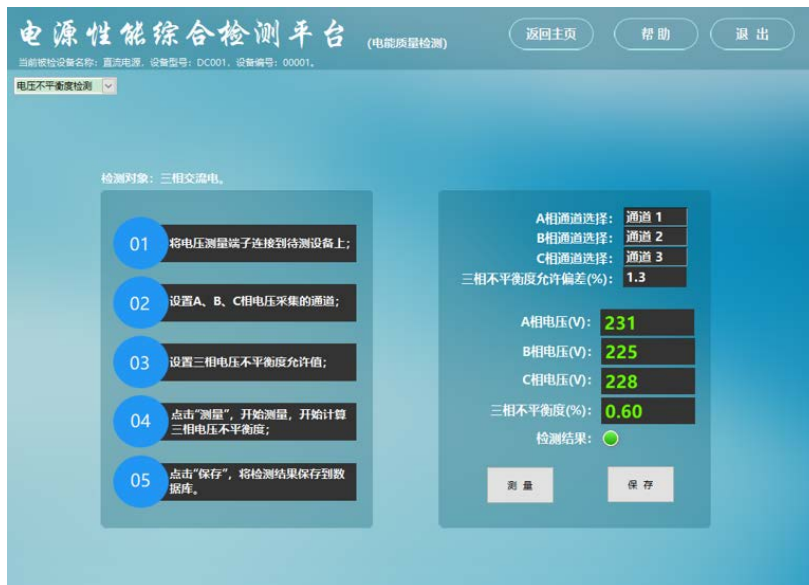 电源性能综合检测平台 (电能质量检测) 返回主页 帮助 退出
当前被检设备名称：直流电源，设备型号：DC001，设备编号：00001。
电压不平衡度检测
检测对象：三相交流电。
01 将电压测量端子连接到待测设备上；
02 设置A、B、C相电压采集的通道；
03 设置三相电压不平衡度允许值；
04 点击“测量”，开始测量，开始计算
三相电压不平衡度；
05 点击“保存”，将检测结果保存到数
据库。
A相通道选择： 通道 1
B相通道选择： 通道 2
C相通道选择： 通道 3
三相不平衡度允许偏差(%)： 1.3
A相电压(V)： 231
B相电压(V)： 225
C相电压(V)： 228
三相不平衡度(%)： 0.60
检测结果：
测量 保存